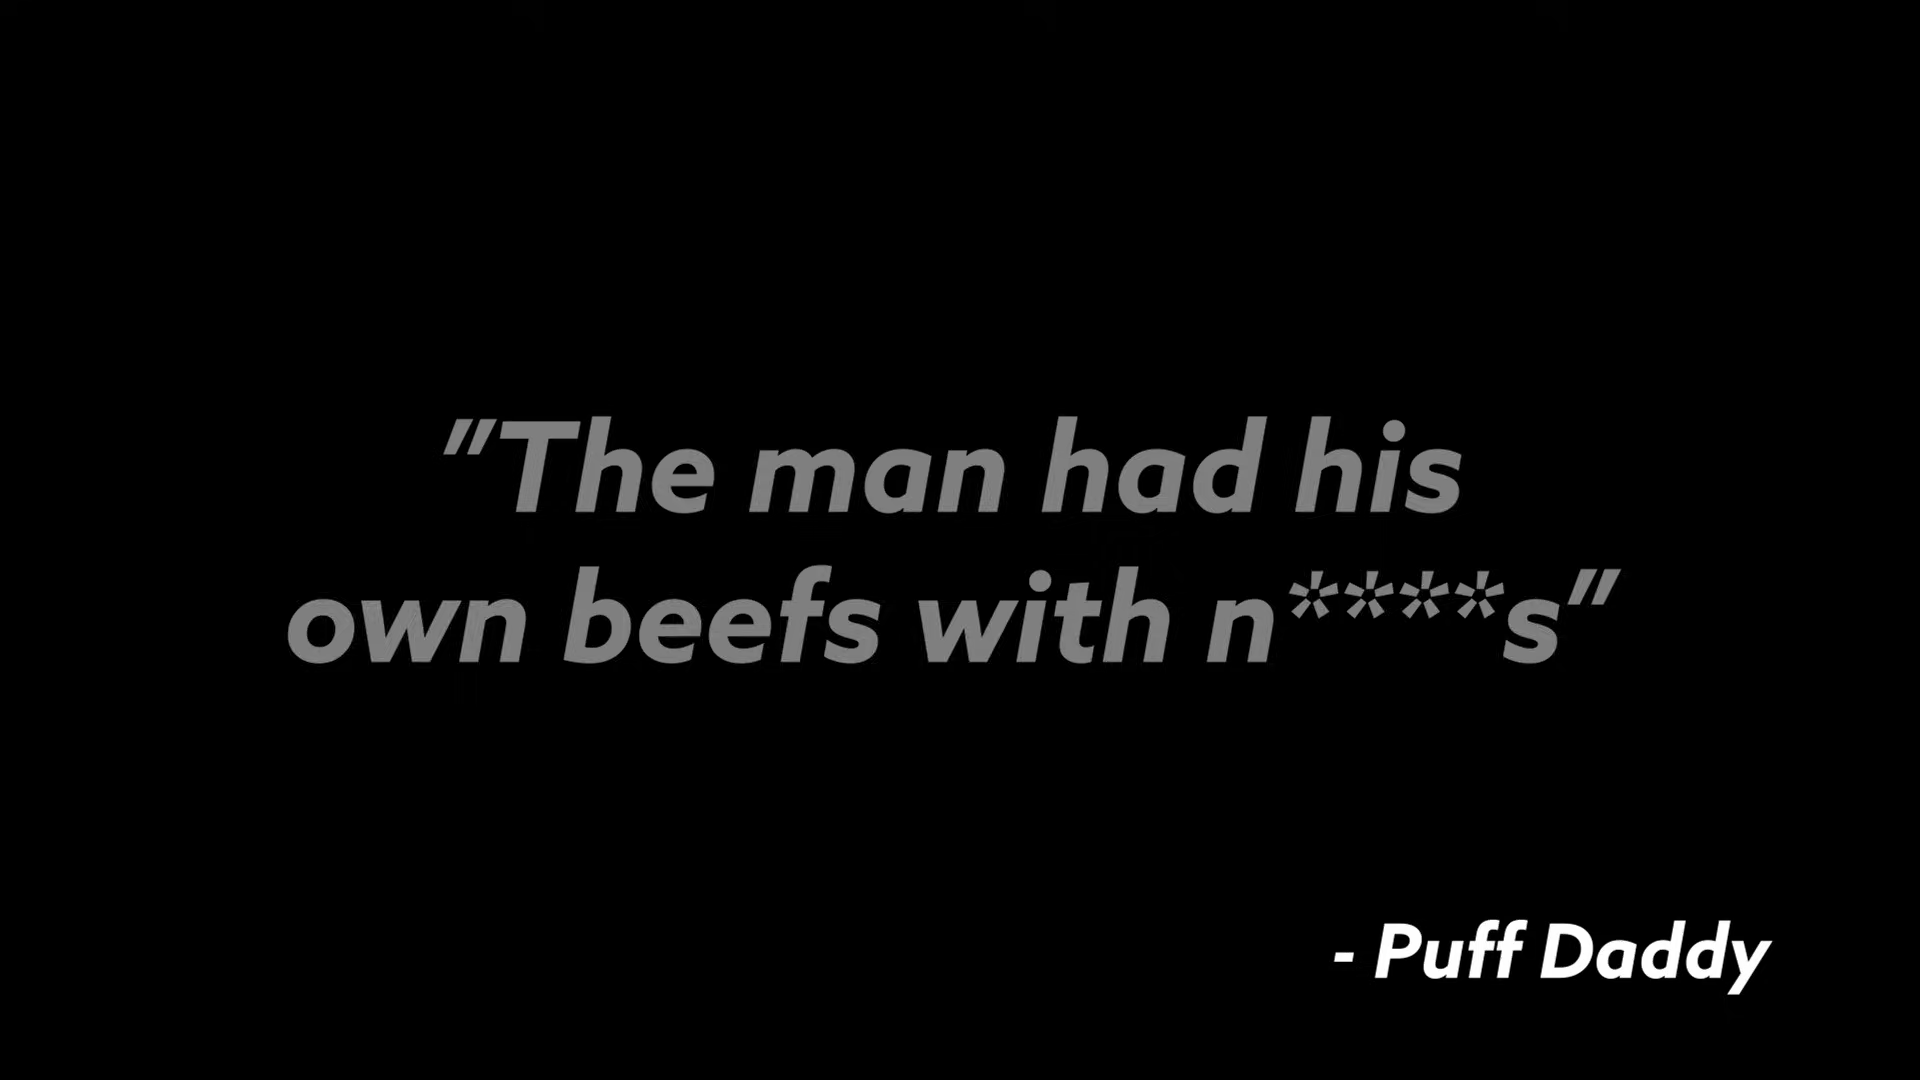 "The man had his
own beefs with n****s"
- Puff Daddy